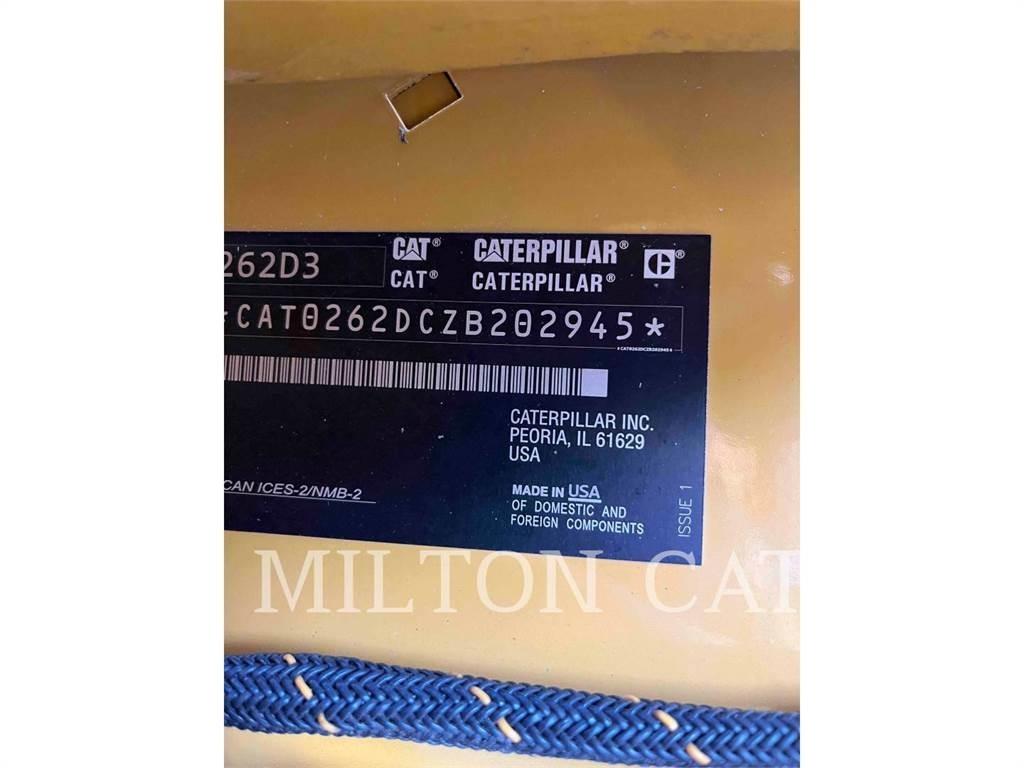 262D3
CAT® CATERPILLAR®
CAT® CATERPILLAR®
*CAT0262DCZB202945*
*CAT0262DCZB202945*
CATERPILLAR INC.
PEORIA, IL 61629
USA
CAN ICES-2/NMB-2
MADE IN USA
OF DOMESTIC AND
FOREIGN COMPONENTS
ISSUE 1
MILTON CAT